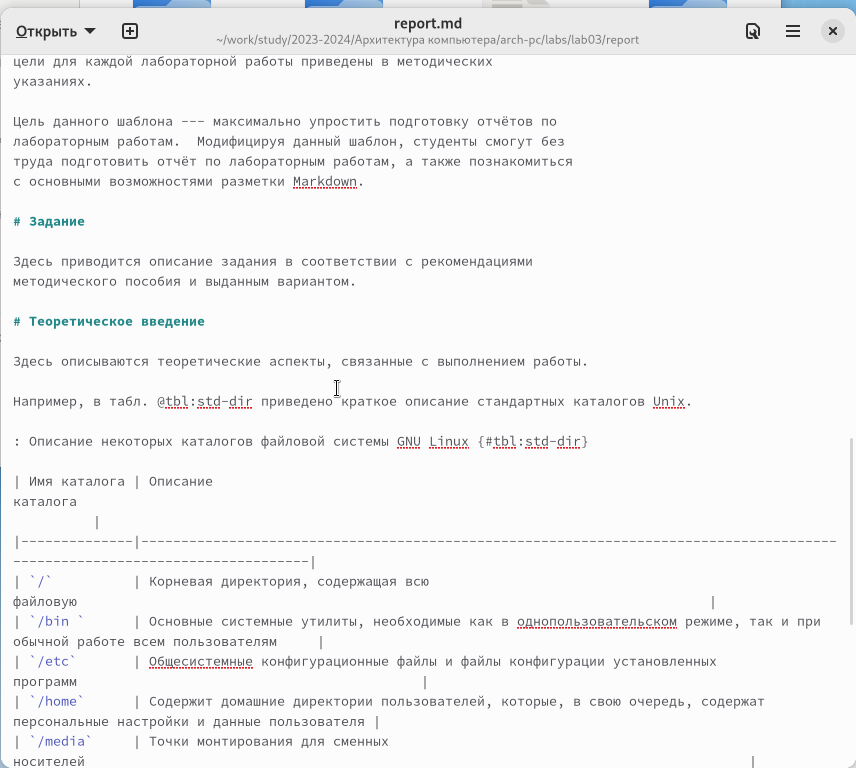 Открыть
report.md
~/work/study/2023-2024/Архитектура компьютера/arch-pc/labs/lab03/report
цели для каждой лабораторной работы приведены в методических
указаниях.
Цель данного шаблона --- максимально упростить подготовку отчётов по
лабораторным работам.  Модифицируя данный шаблон, студенты смогут без
труда подготовить отчёт по лабораторным работам, а также познакомиться
с основными возможностями разметки Markdown.
# Задание
Здесь приводится описание задания в соответствии с рекомендациями
методического пособия и выданным вариантом.
# Теоретическое введение
Здесь описываются теоретические аспекты, связанные с выполнением работы.
Например, в табл. @tbl:std-dir приведено краткое описание стандартных каталогов Unix.
: Описание некоторых каталогов файловой системы GNU Linux {#tbl:std-dir}
| Имя каталога | Описание
каталога
|
|--------------|---------------------------------------------------------------------------------------
-------------------------------------|
| `/`          | Корневая директория, содержащая всю
файловую |
| `/bin `      | Основные системные утилиты, необходимые как в однопользовательском режиме, так и при
обычной работе всем пользователям     |
| `/etc`       | Общесистемные конфигурационные файлы и файлы конфигурации установленных
программ |
| `/home`      | Содержит домашние директории пользователей, которые, в свою очередь, содержат
персональные настройки и данные пользователя |
| `/media`     | Точки монтирования для сменных
носителей |